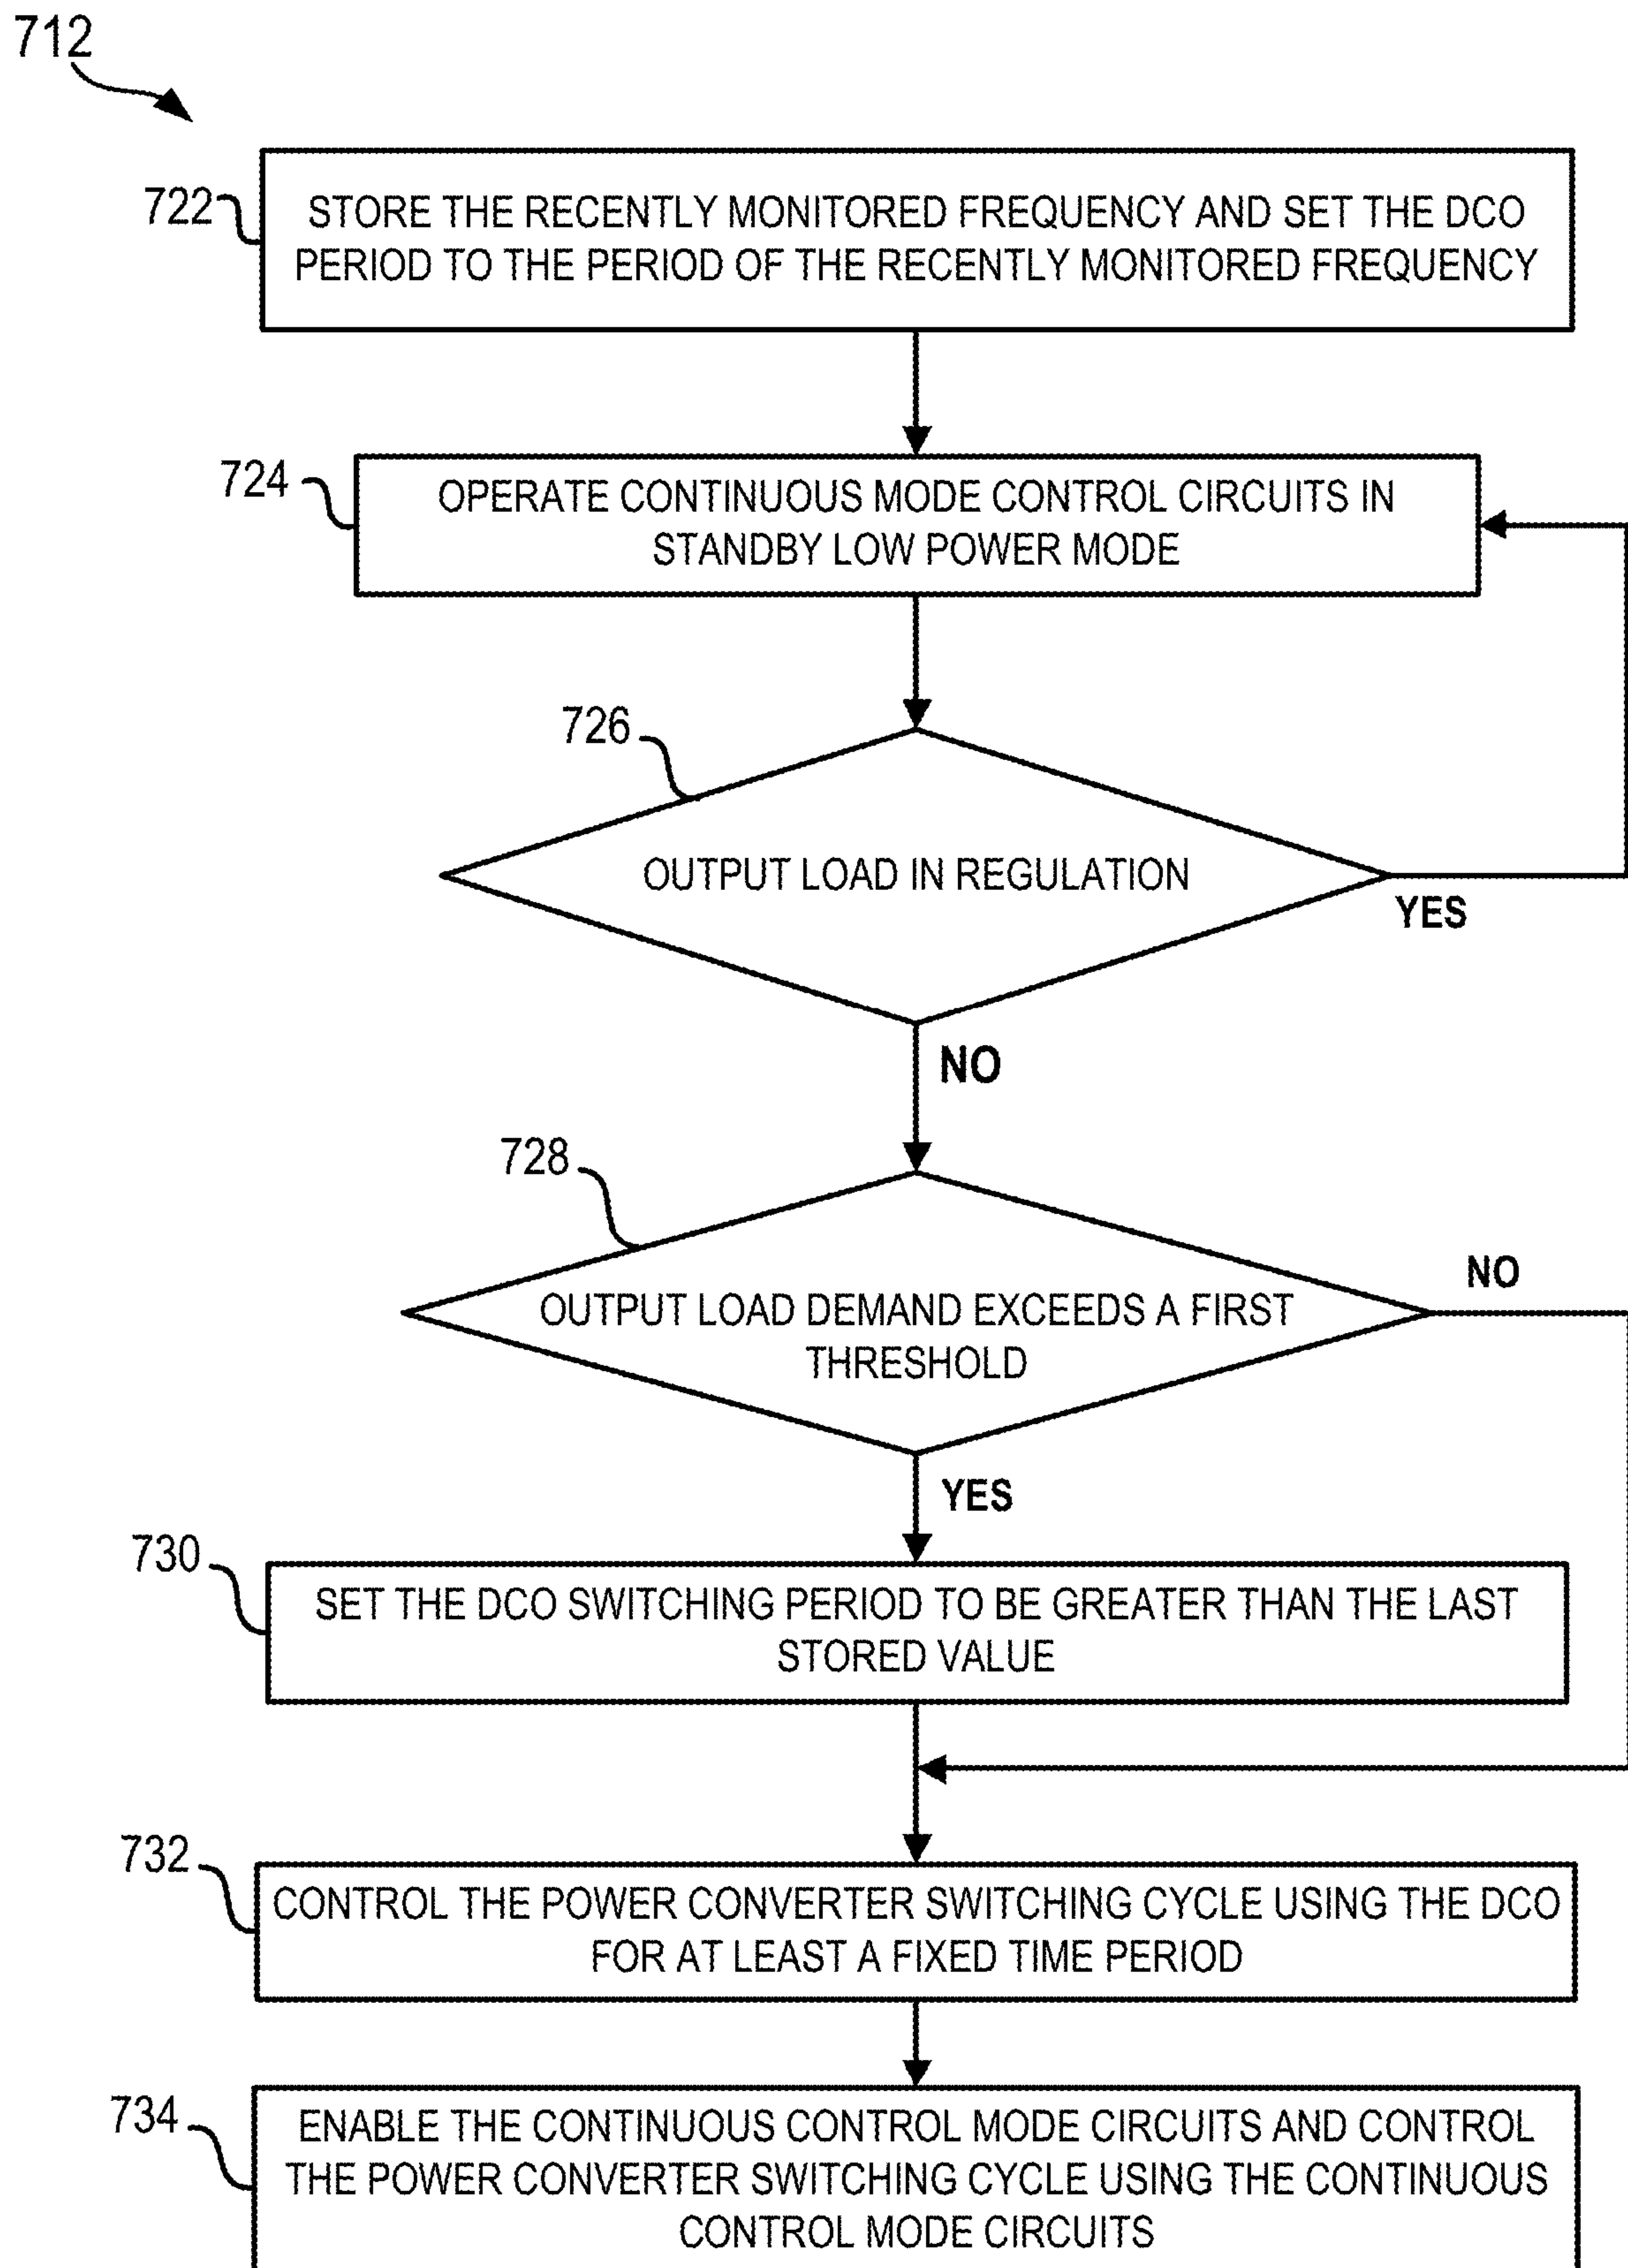 712
722
STORE THE RECENTLY MONITORED FREQUENCY AND SET THE DCO
PERIOD TO THE PERIOD OF THE RECENTLY MONITORED FREQUENCY
724
OPERATE CONTINUOUS MODE CONTROL CIRCUITS IN
STANDBY LOW POWER MODE
726
OUTPUT LOAD IN REGULATION
YES
NO
728
NO
OUTPUT LOAD DEMAND EXCEEDS A FIRST
THRESHOLD
YES
730
SET THE DCO SWITCHING PERIOD TO BE GREATER THAN THE LAST
STORED VALUE
732
CONTROL THE POWER CONVERTER SWITCHING CYCLE USING THE DCO
FOR AT LEAST A FIXED TIME PERIOD
734
ENABLE THE CONTINUOUS CONTROL MODE CIRCUITS AND CONTROL
THE POWER CONVERTER SWITCHING CYCLE USING THE CONTINUOUS
CONTROL MODE CIRCUITS